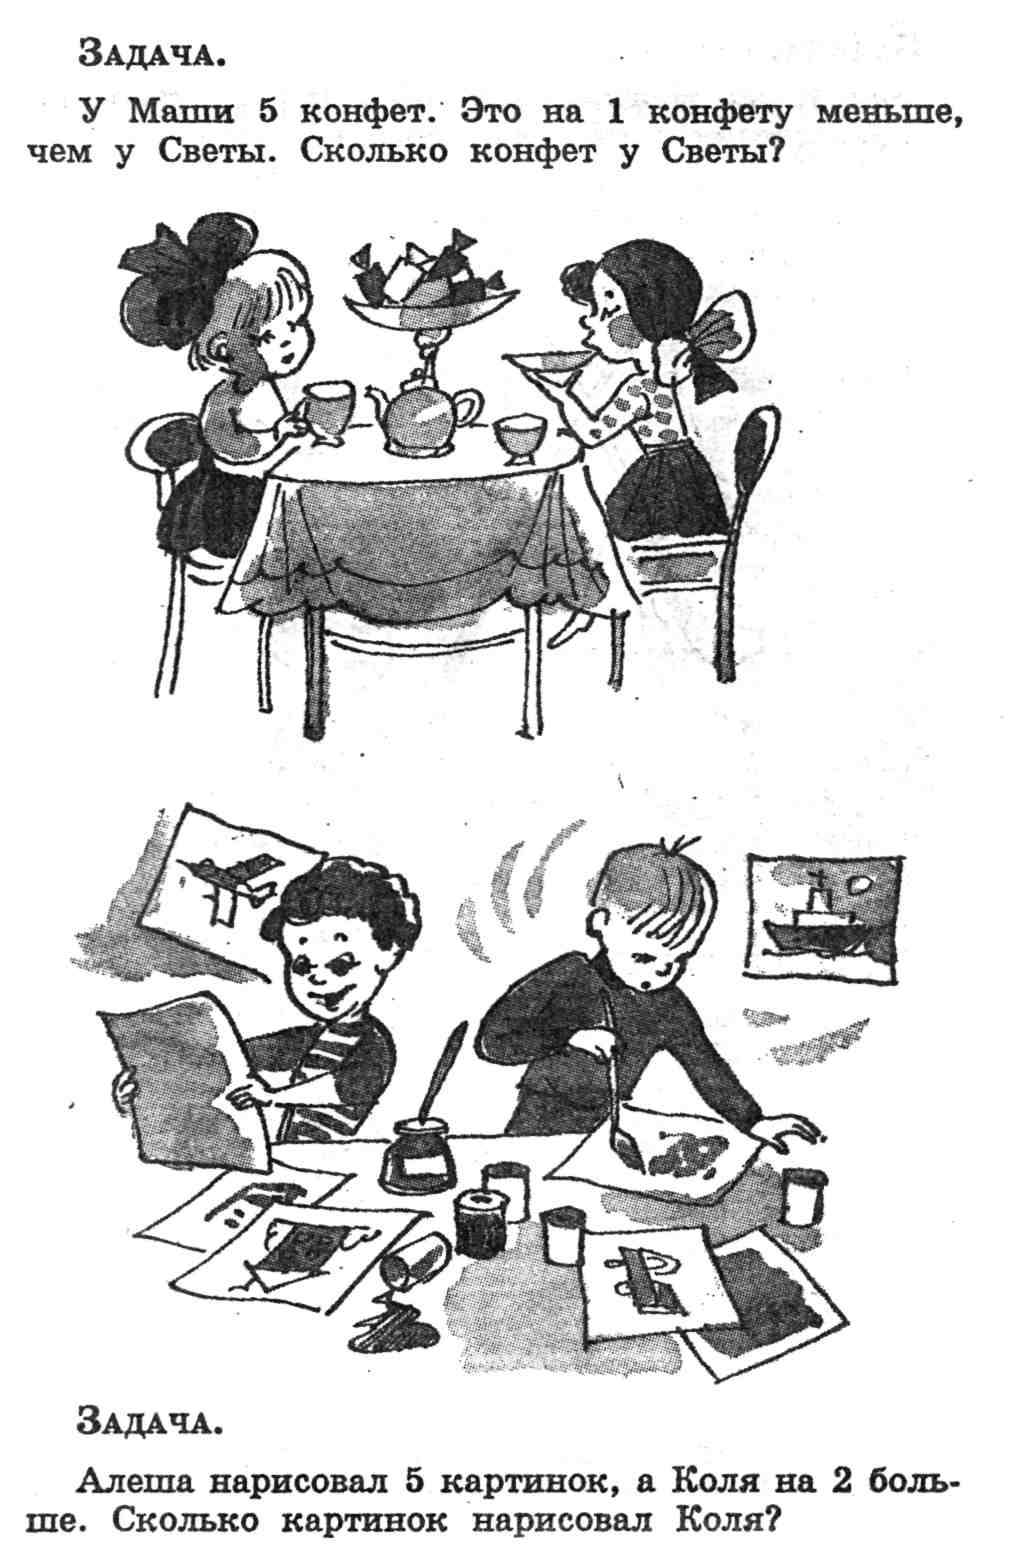 Задача.
У Маши 5 конфет. Это на 1 конфету меньше,
чем у Светы. Сколько конфет у Светы?
Задача.
Алеша нарисовал 5 картинок, а Коля на 2 боль-
ше. Сколько картинок нарисовал Коля?